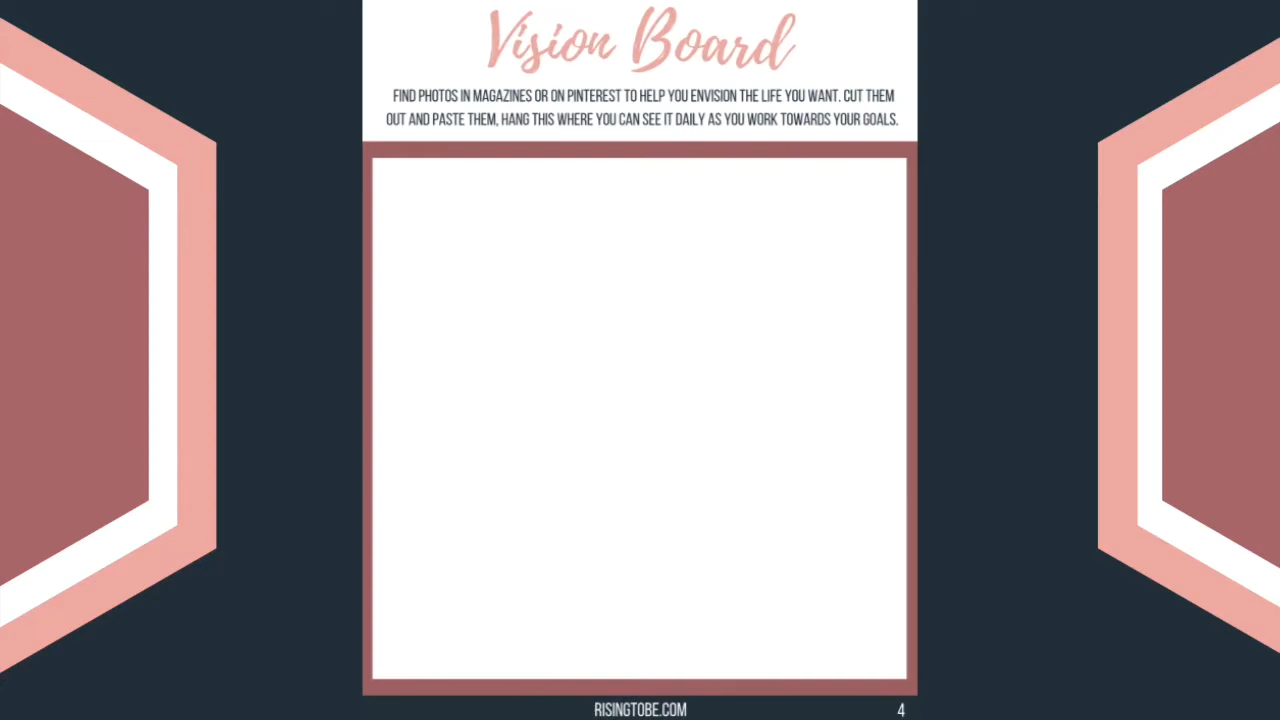 Vision Board
FIND PHOTOS IN MAGAZINES OR ON PINTEREST TO HELP YOU ENVISION THE LIFE YOU WANT. CUT THEM
OUT AND PASTE THEM, HANG THIS WHERE YOU CAN SEE IT DAILY AS YOU WORK TOWARDS YOUR GOALS.
RISINGTOBE.COM
4